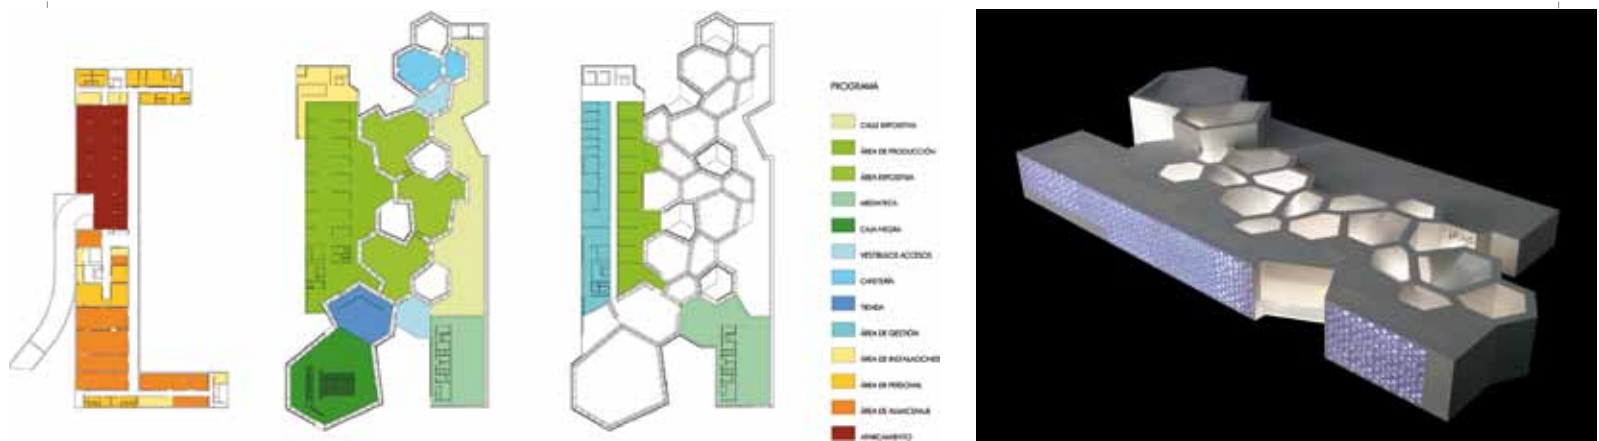 PROGRAMA
CALLE EXPOSITIVA
ÁREA DE PRODUCCIÓN
ÁREA EXPOSITIVA
MEDIATECA
CAJA NEGRA
VESTÍBULOS ACCESOS
CAFETERÍA
TIENDA
ÁREA DE GESTIÓN
ÁREA DE INSTALACIONES
ÁREA DE PERSONAL
ÁREA DE ALMACENAJE
APARCAMIENTO